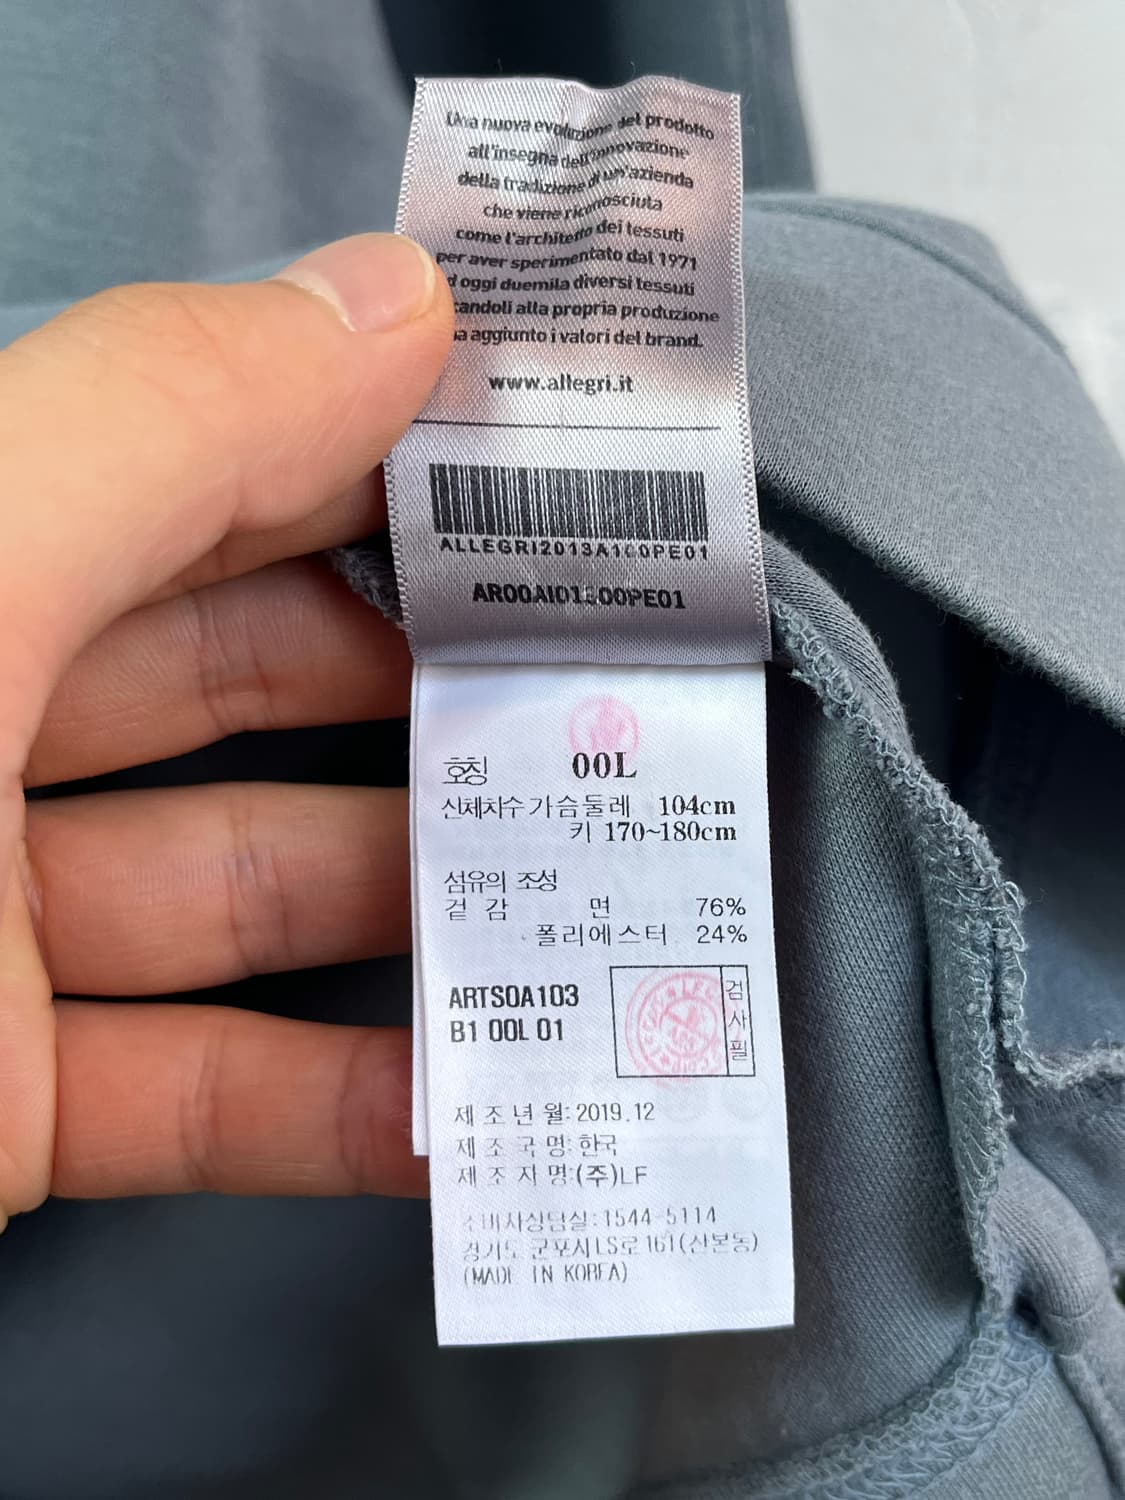 Una nuova evoluzione del prodotto
all'insegna dell'innovazione
della tradizione di un'azienda
che viene riconosciuta
come l'architetto dei tessuti
per aver sperimentato dal 1971
oggi duemila diversi tessuti
alla propria produzione
aggiunto i valori del brand.
www.allegri.it
호칭 00L
신체치수 가슴둘레 104cm
키 170~180cm
섬유의 조성
겉 감 면 76%
폴리에스터 24%
ARTS0A103
B1 00L 01
검사필
제 조 년 월: 2019.12
제 조 국 명: 한국
제 조 자 명:(주)LF
소비자상담실:1544-5114
경기도 군포시 LS로 161(산본동)
(MADE IN KOREA)